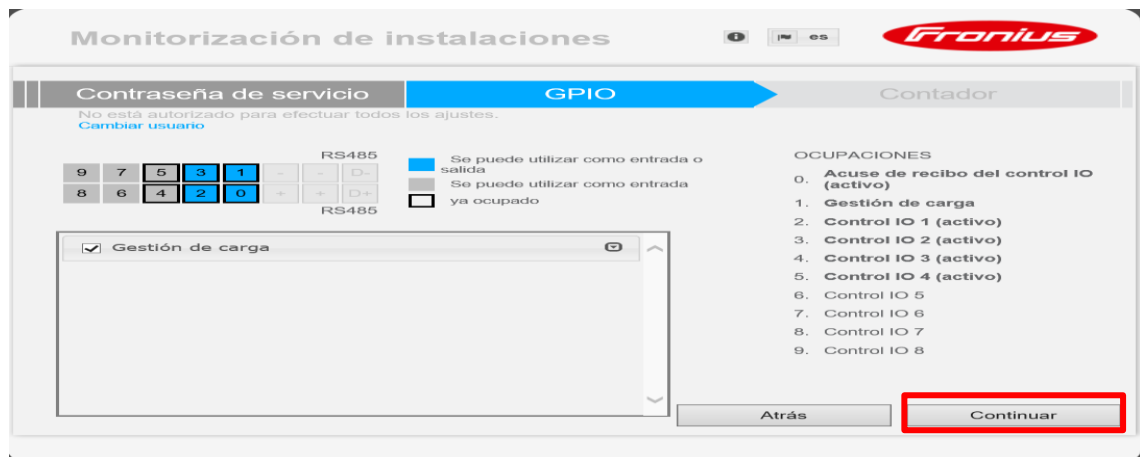 Monitorización de instalaciones
es
Fronius
Contraseña de servicio
GPIO
Contador
No está autorizado para efectuar todos los ajustes.
Cambiar usuario
RS485
9 7 5 3 1 - - D-
8 6 4 2 0 + + D+
RS485
Se puede utilizar como entrada o
salida
Se puede utilizar como entrada
ya ocupado
Gestión de carga
OCUPACIONES
0. Acuse de recibo del control IO
(activo)
1. Gestión de carga
2. Control IO 1 (activo)
3. Control IO 2 (activo)
4. Control IO 3 (activo)
5. Control IO 4 (activo)
6. Control IO 5
7. Control IO 6
8. Control IO 7
9. Control IO 8
Atrás
Continuar